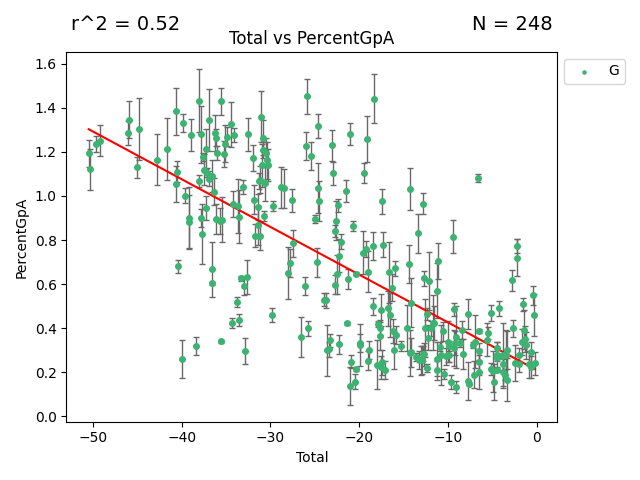 r^2 = 0.52
N = 248
Total vs PercentGpA
G
PercentGpA
1.6
1.4
1.2
1.0
0.8
0.6
0.4
0.2
0.0
−50
−40
−30
−20
−10
0
Total